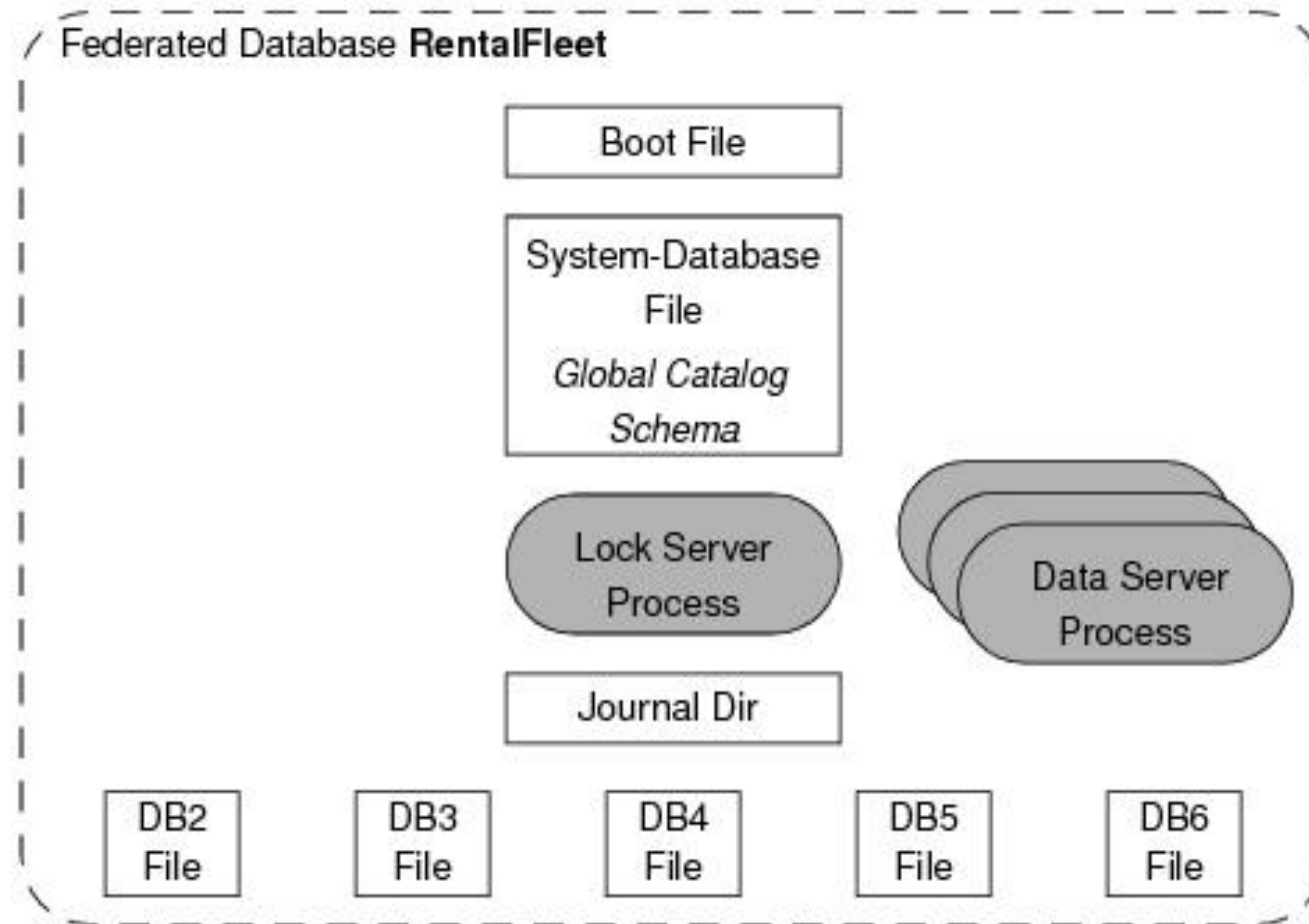 Federated Database RentalFleet
Boot File
System-Database
File
Global Catalog
Schema
Lock Server
Process
Data Server
Process
Journal Dir
DB2
File
DB3
File
DB4
File
DB5
File
DB6
File